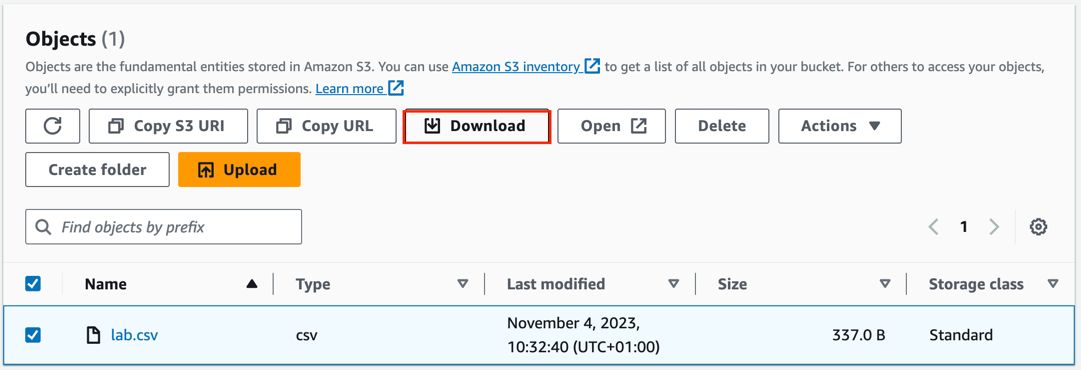 Objects (1)
Objects are the fundamental entities stored in Amazon S3. You can use Amazon S3 inventory to get a list of all objects in your bucket. For others to access your objects,
you'll need to explicitly grant them permissions. Learn more
Copy S3 URI Copy URL Download Open Delete Actions
Create folder Upload
Find objects by prefix 1
Name Type Last modified Size Storage class
lab.csv csv November 4, 2023, 337.0 B Standard
10:32:40 (UTC+01:00)